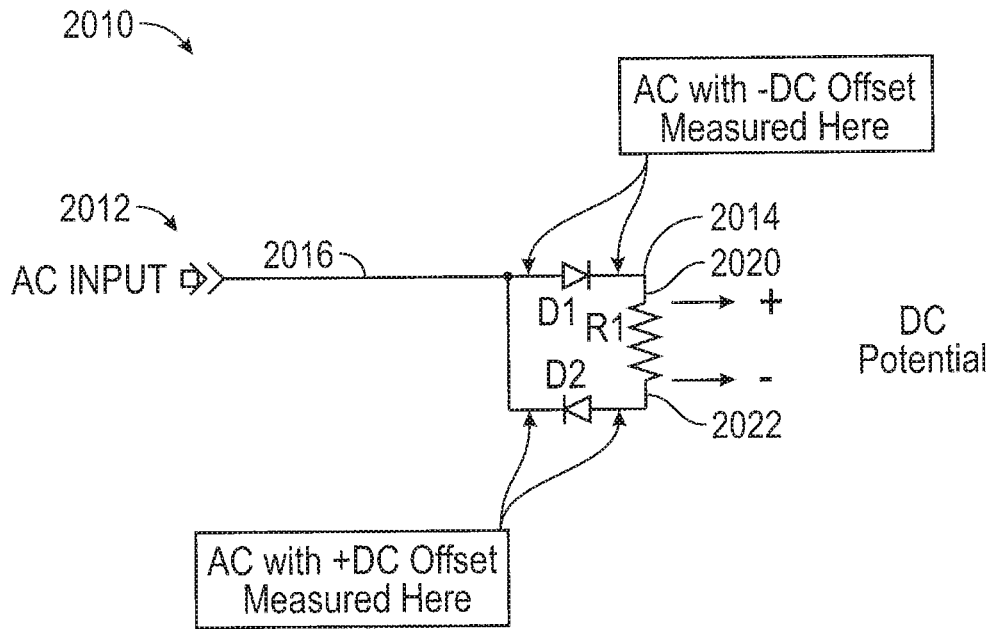 2010
AC with -DC Offset
Measured Here
2012
AC INPUT
2016
2014
2020
D1
R1
+
DC
Potential
D2
-
2022
AC with +DC Offset
Measured Here